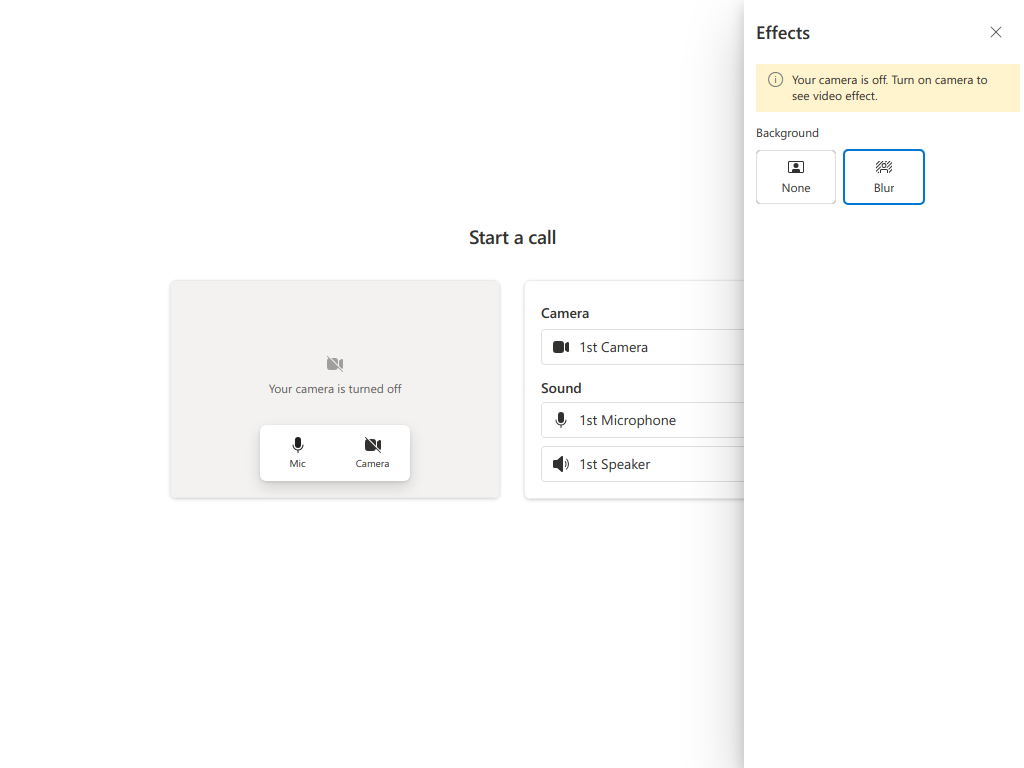 Effects
Your camera is off. Turn on camera to
see video effect.
Background
None
Blur
Start a call
Your camera is turned off
Mic
Camera
Camera
1st Camera
Sound
1st Microphone
1st Speaker